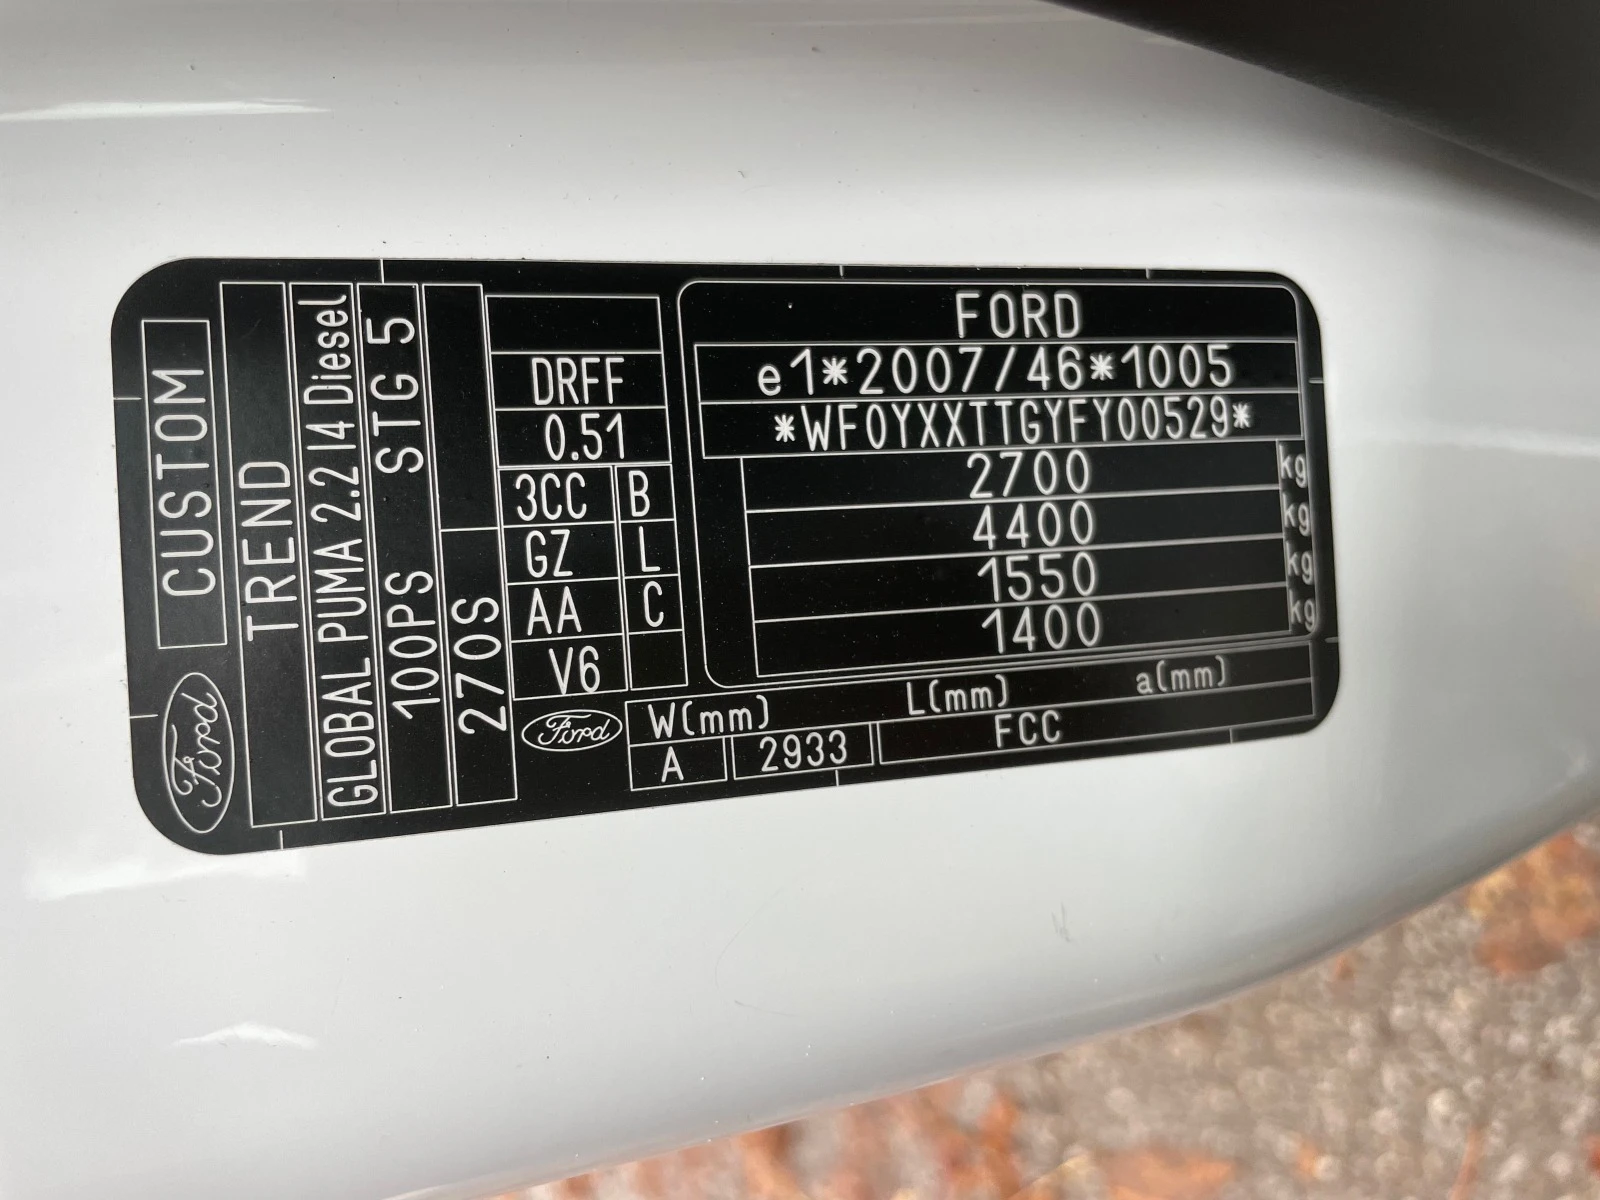 FORD
e1*2007/46*1005
*WF0YXXTTGYFY00529*
2700 kg
4400 kg
1550 kg
1400 kg
W(mm) L(mm) a(mm)
A 2933 FCC
DRFF
0.51
3CC B
GZ L
AA C
V6
Ford
Ford CUSTOM
TREND
GLOBAL PUMA 2.2 I4 Diesel
100PS STG 5
270S